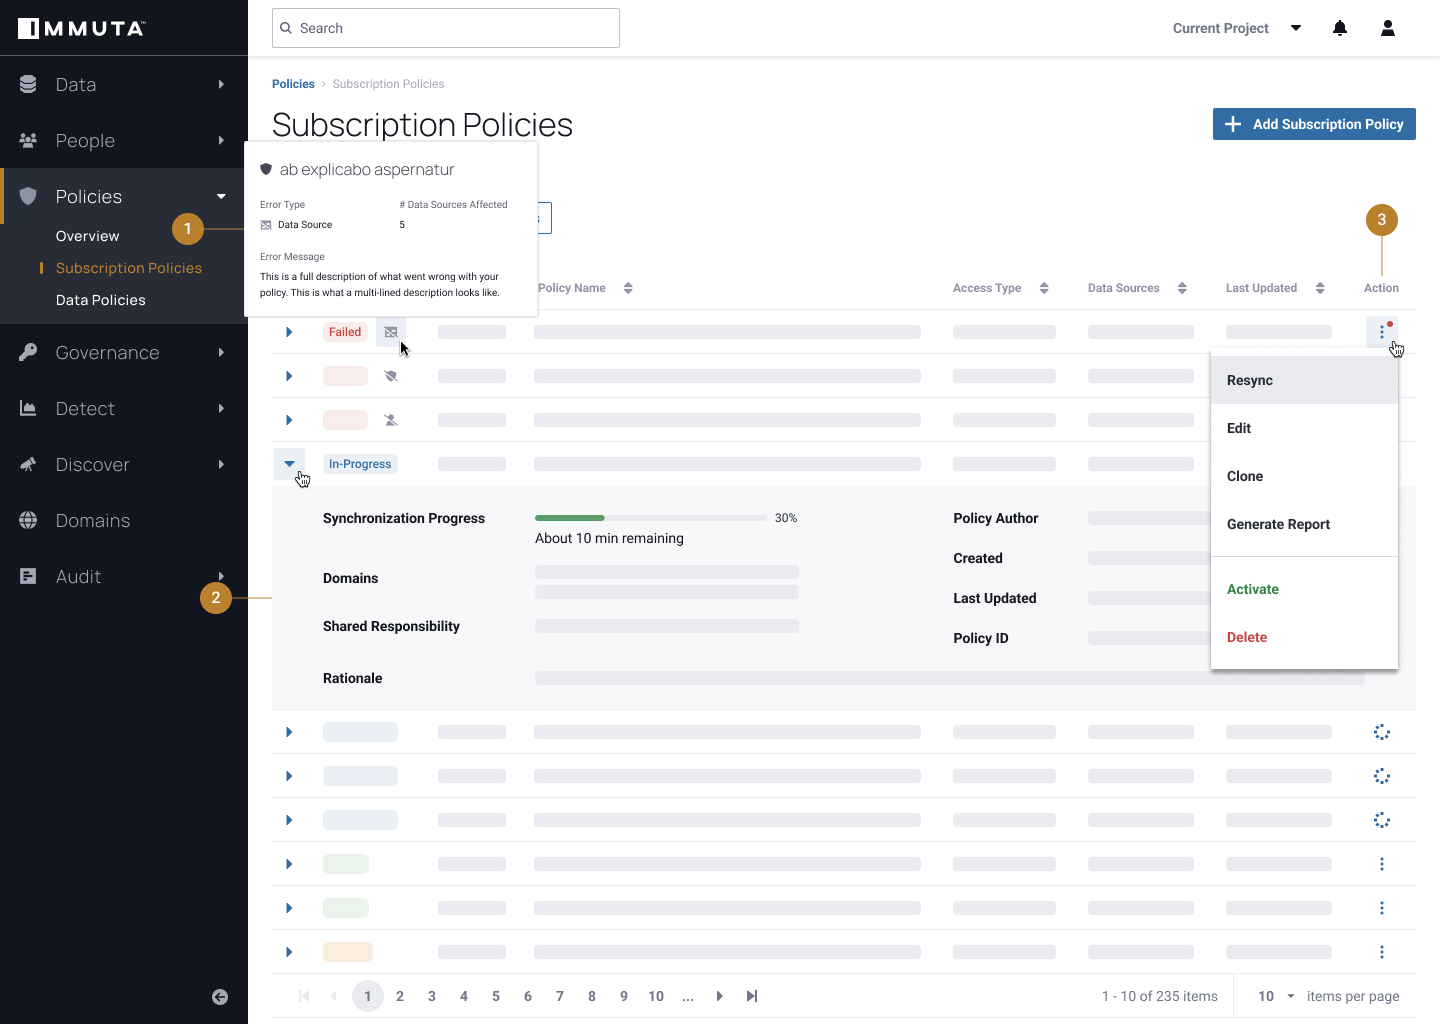 IMMUTA™
Search
Current Project
Data
People
Policies
Overview
Subscription Policies
Data Policies
Governance
Detect
Discover
Domains
Audit
Policies › Subscription Policies
Subscription Policies
Add Subscription Policy
1
ab explicabo aspernatur
Error Type
# Data Sources Affected
Data Source
5
Error Message
This is a full description of what went wrong with your
policy. This is what a multi-lined description looks like.
3
Policy Name
Access Type
Data Sources
Last Updated
Action
Failed
Resync
Edit
Clone
Generate Report
Activate
Delete
In-Progress
2
Synchronization Progress
30%
About 10 min remaining
Domains
Shared Responsibility
Rationale
Policy Author
Created
Last Updated
Policy ID
1 2 3 4 5 6 7 8 9 10 ...
1 - 10 of 235 items
10 items per page